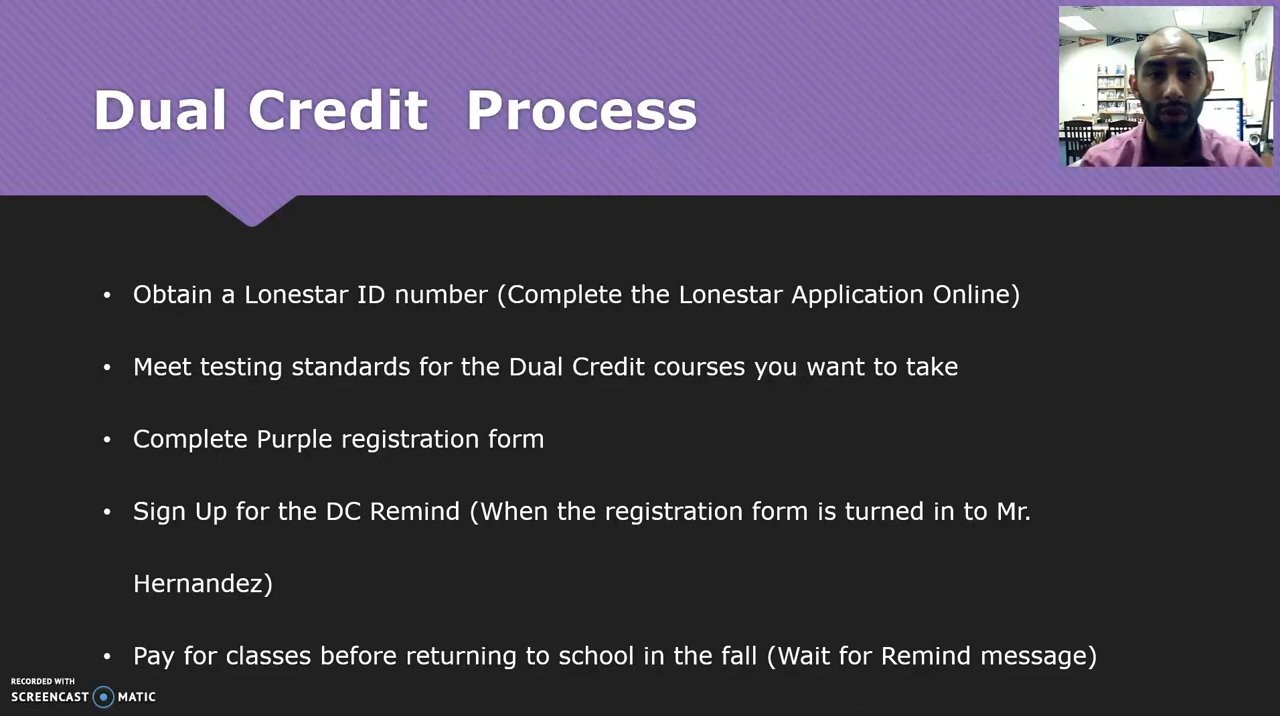 Dual Credit  Process
• Obtain a Lonestar ID number (Complete the Lonestar Application Online)
• Meet testing standards for the Dual Credit courses you want to take
• Complete Purple registration form
• Sign Up for the DC Remind (When the registration form is turned in to Mr.
Hernandez)
• Pay for classes before returning to school in the fall (Wait for Remind message)
RECORDED WITH
SCREENCAST MATIC